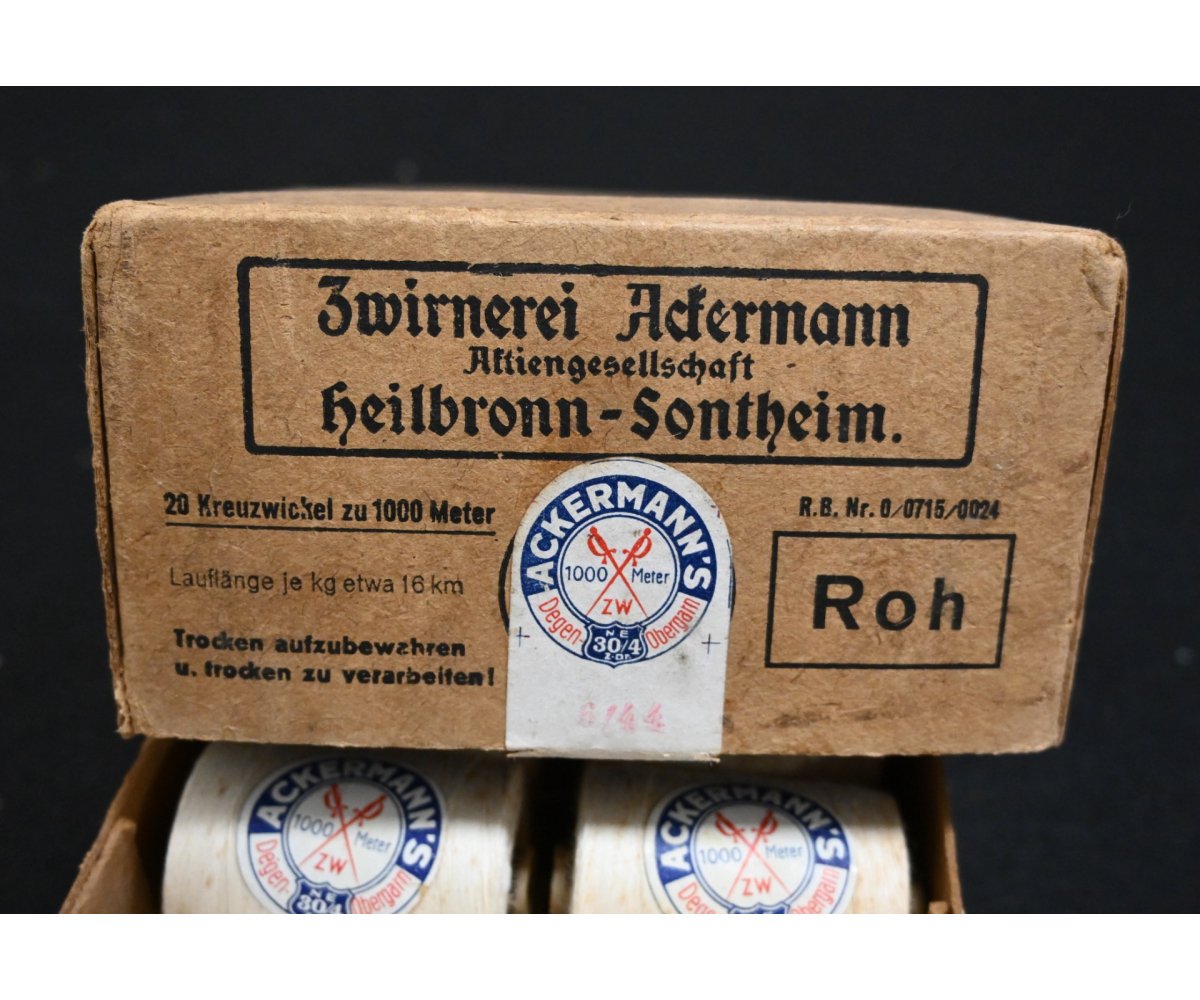 Zwirnerei Ackermann
Aktiengesellschaft
Heilbronn-Sontheim.
20 Kreuzwickel zu 1000 Meter
Lauflänge je kg etwa 16 km
Trocken aufzubewahren
u. trocken zu verarbeiten!
ACKERMANN'S
1000 Meter
ZW
Degen- Obergarn
NE
30/4
R.B. Nr. 0/0715/0024
Roh
ACKERMANN'S
1000 Meter
ZW
Degen- Obergarn
NE
30/4
ACKERMANN'S
1000 Meter
ZW